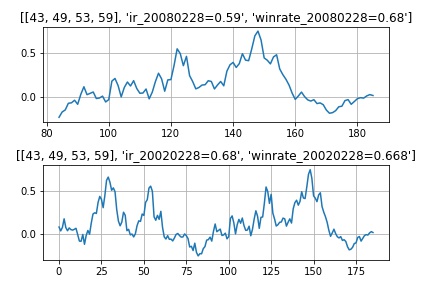 [[43, 49, 53, 59], 'ir_20080228=0.59', 'winrate_20080228=0.68']
0.5
0.0
80 100 120 140 160 180
[[43, 49, 53, 59], 'ir_20020228=0.68', 'winrate_20020228=0.668']
0.5
0.0
0 25 50 75 100 125 150 175